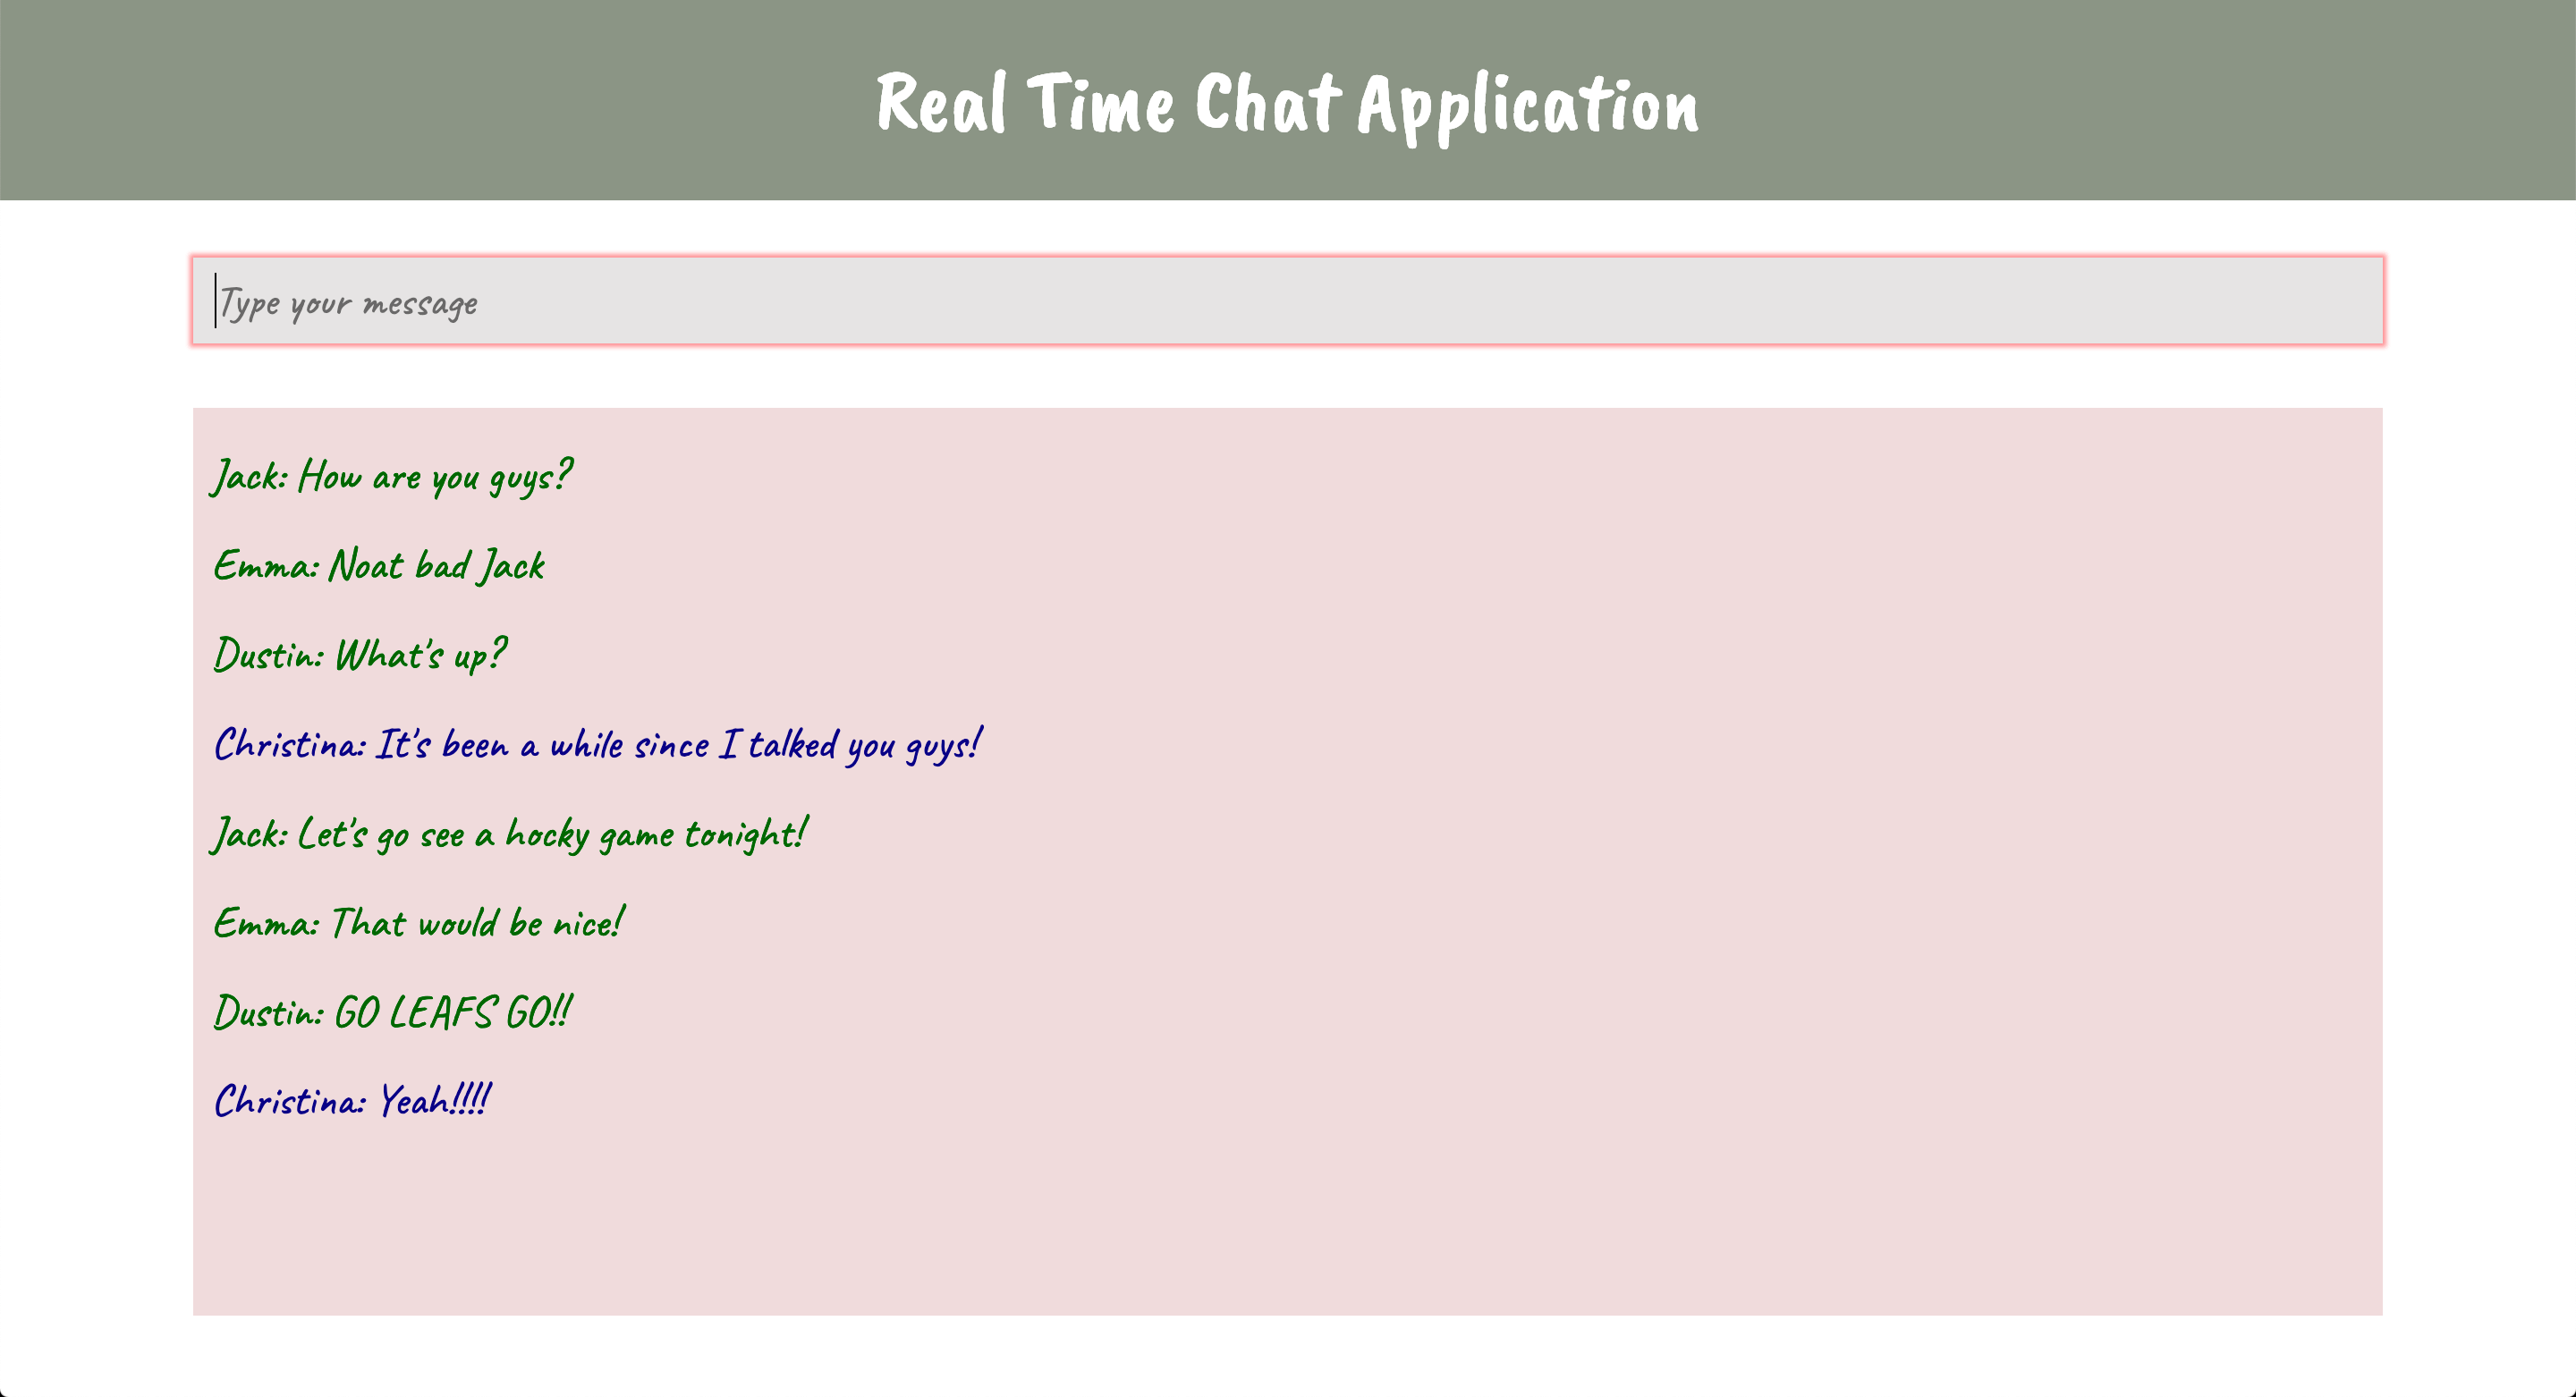 Real Time Chat Application
Type your message
Jack: How are you guys?
Emma: Noat bad Jack
Dustin: What's up?
Christina: It's been a while since I talked you guys!
Jack: Let's go see a hocky game tonight!
Emma: That would be nice!
Dustin: GO LEAFS GO!!
Christina: Yeah!!!!